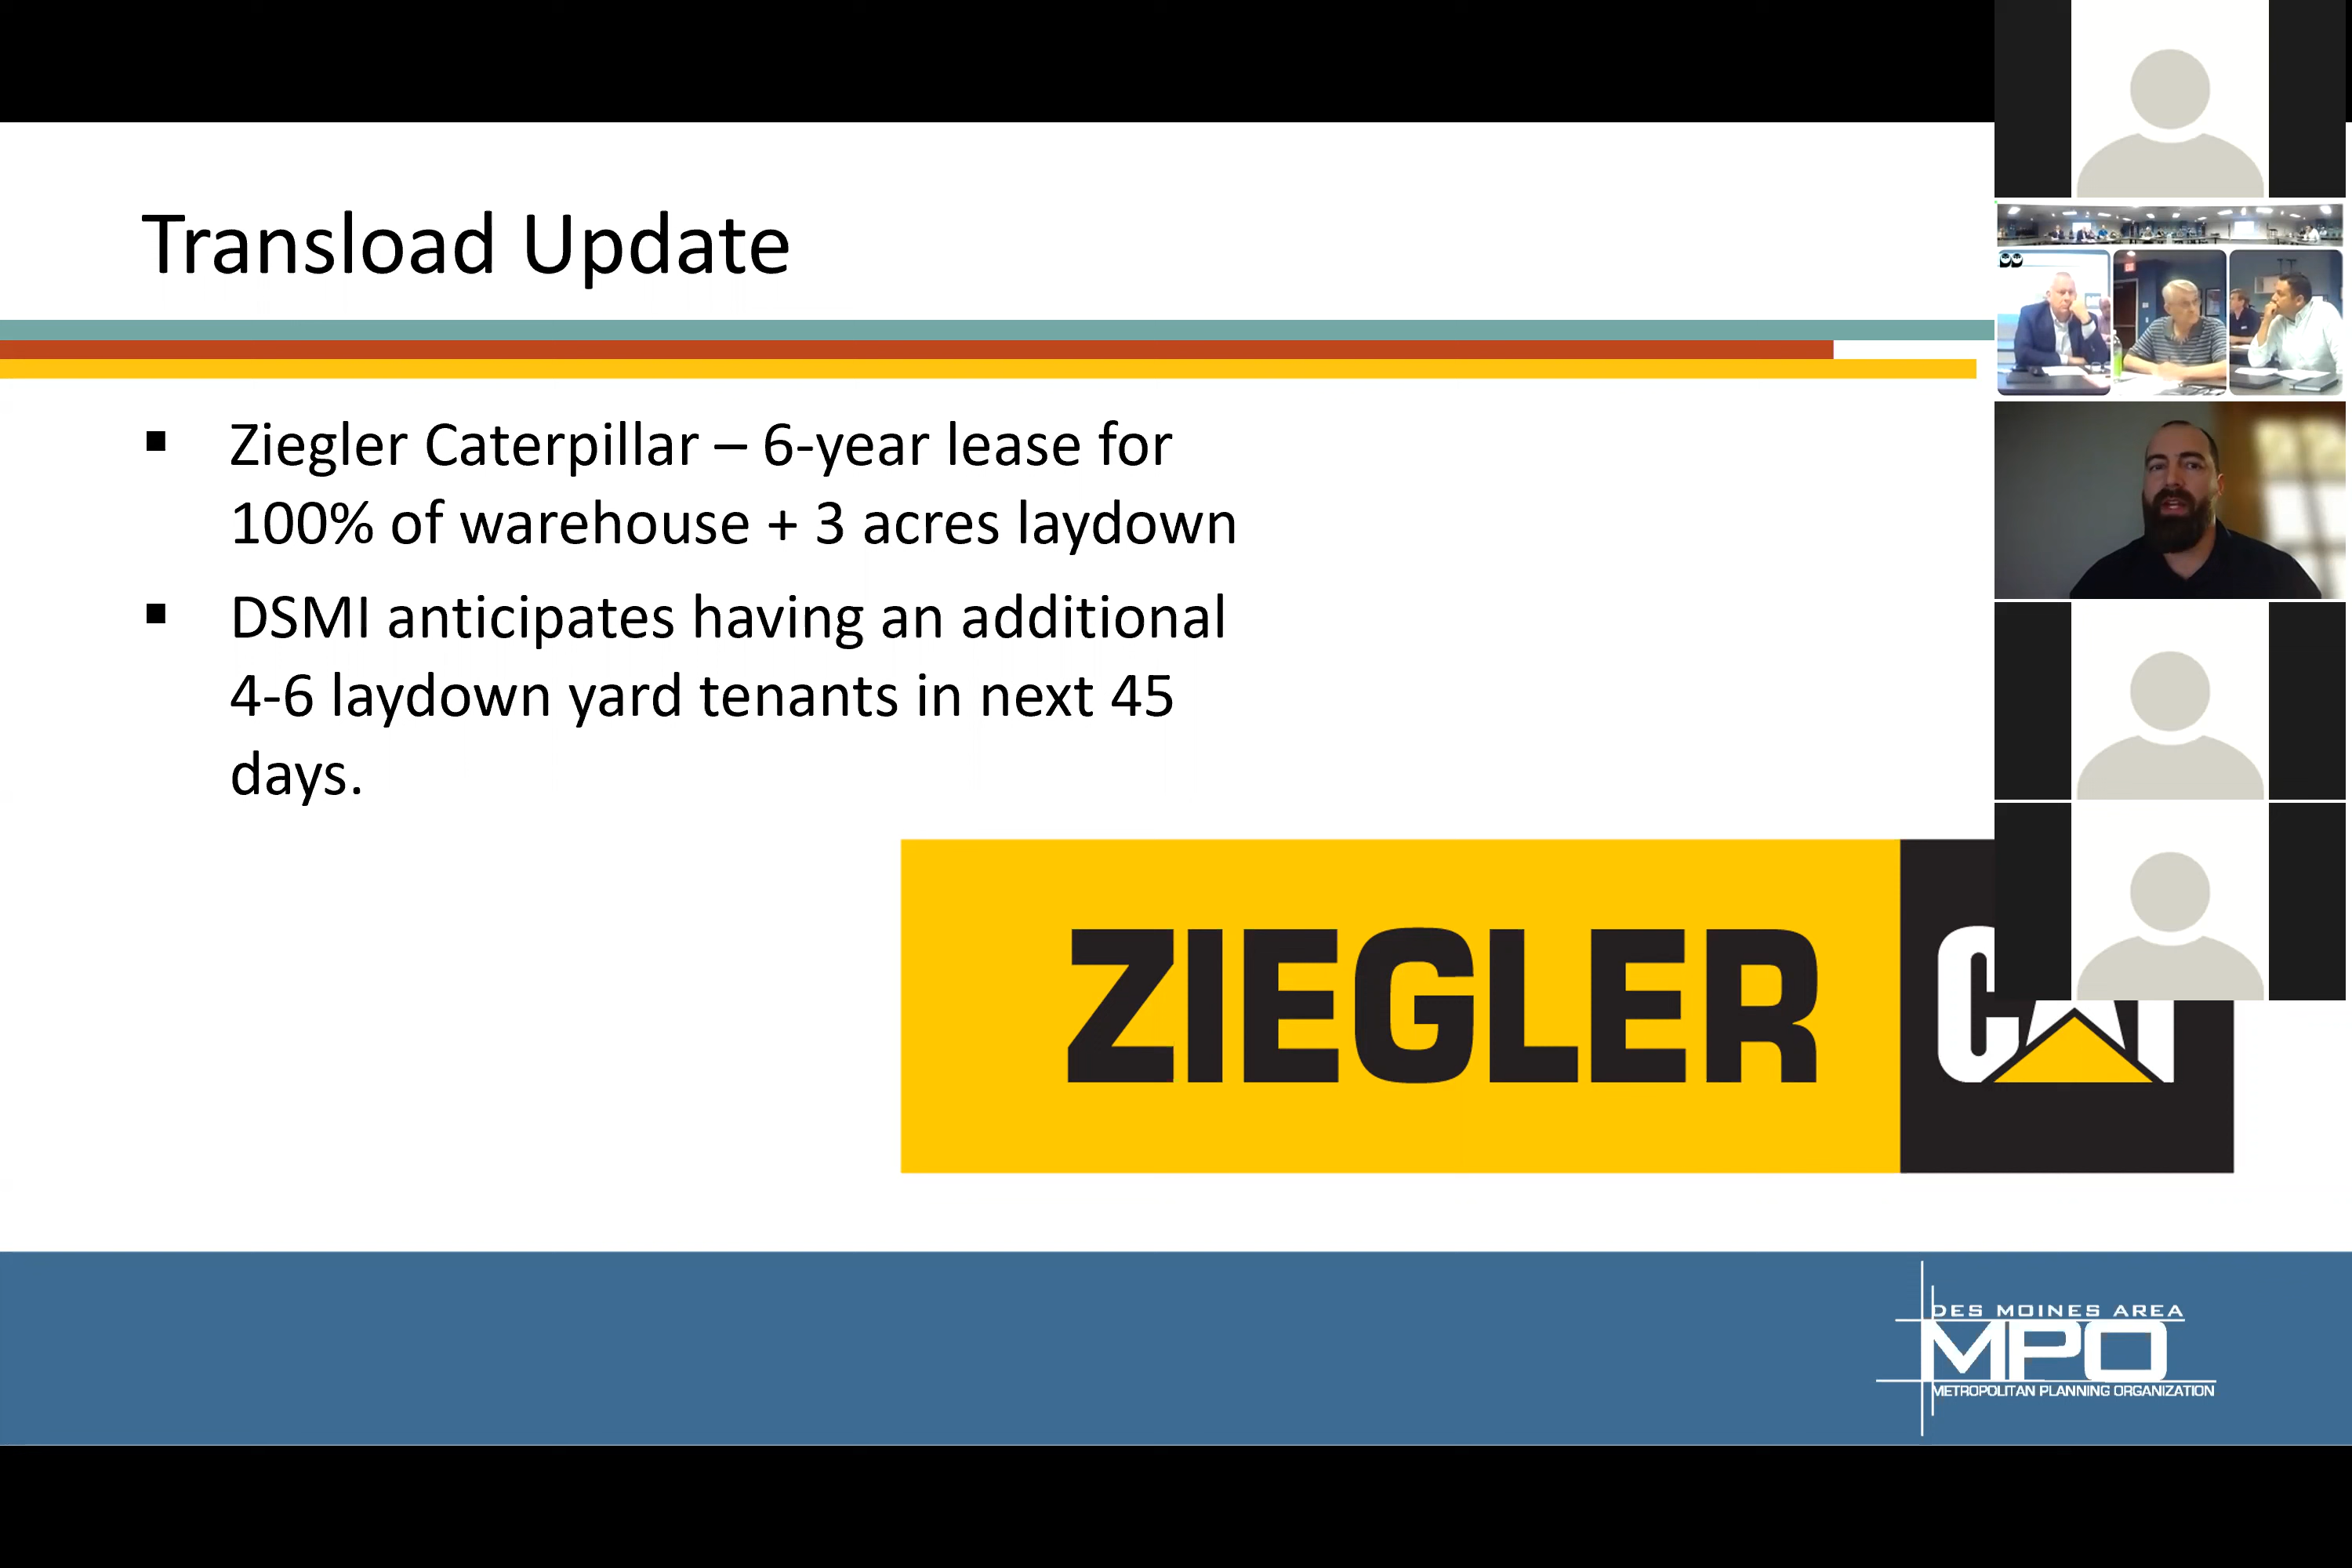 Transload Update
▪ Ziegler Caterpillar – 6-year lease for
100% of warehouse + 3 acres laydown
▪ DSMI anticipates having an additional
4-6 laydown yard tenants in next 45
days.
ZIEGLER CAT
DES MOINES AREA
MPO
METROPOLITAN PLANNING ORGANIZATION